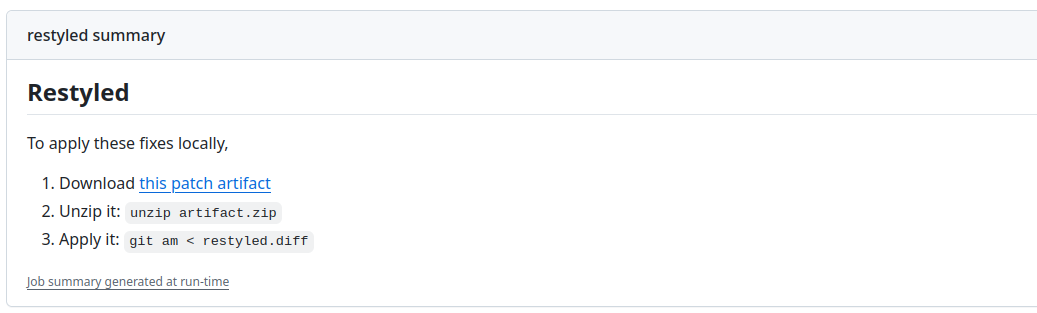 restyled summary
Restyled
To apply these fixes locally,
1. Download this patch artifact
2. Unzip it: unzip artifact.zip
3. Apply it: git am < restyled.diff
Job summary generated at run-time